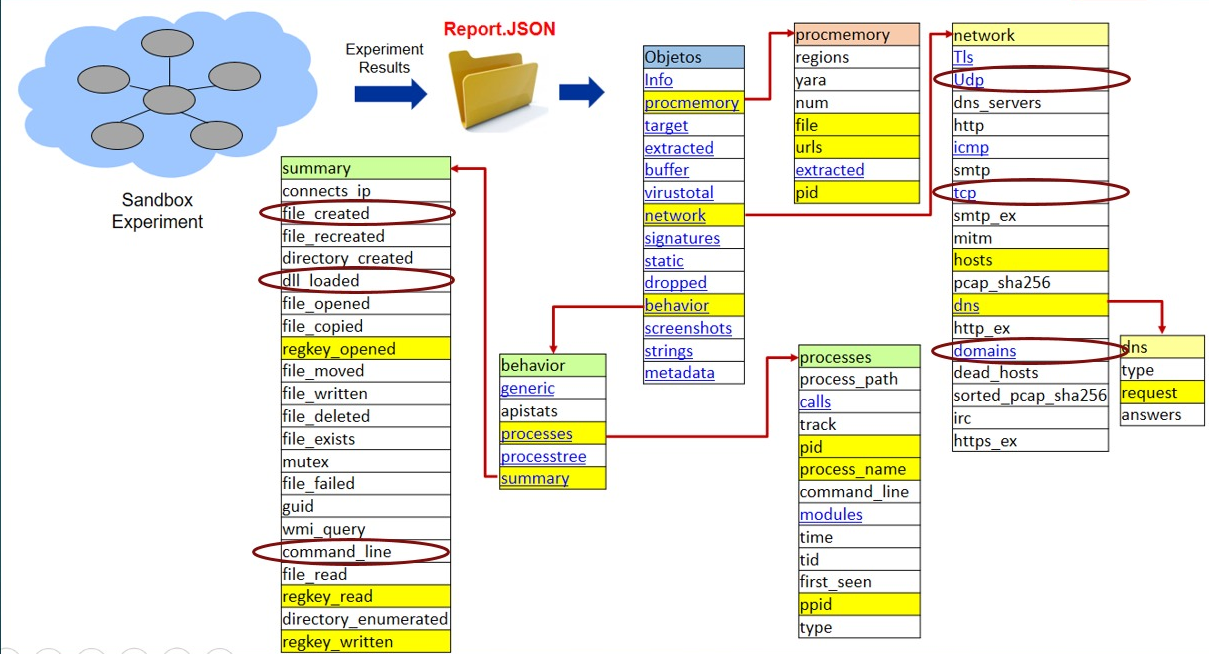 Report.JSON
Experiment
Results
Sandbox
Experiment
summary
connects_ip
file_created
file_recreated
directory_created
dll_loaded
file_opened
file_copied
regkey_opened
file_moved
file_written
file_deleted
file_exists
mutex
file_failed
guid
wmi_query
command_line
file_read
regkey_read
directory_enumerated
regkey_written
behavior
generic
apistats
processes
processtree
summary
Objetos
Info
procmemory
target
extracted
buffer
virustotal
network
signatures
static
dropped
behavior
screenshots
strings
metadata
procmemory
regions
yara
num
file
urls
extracted
pid
processes
process_path
calls
track
pid
process_name
command_line
modules
time
tid
first_seen
ppid
type
network
Tls
Udp
dns_servers
http
icmp
smtp
tcp
smtp_ex
mitm
hosts
pcap_sha256
dns
http_ex
domains
dead_hosts
sorted_pcap_sha256
irc
https_ex
dns
type
request
answers